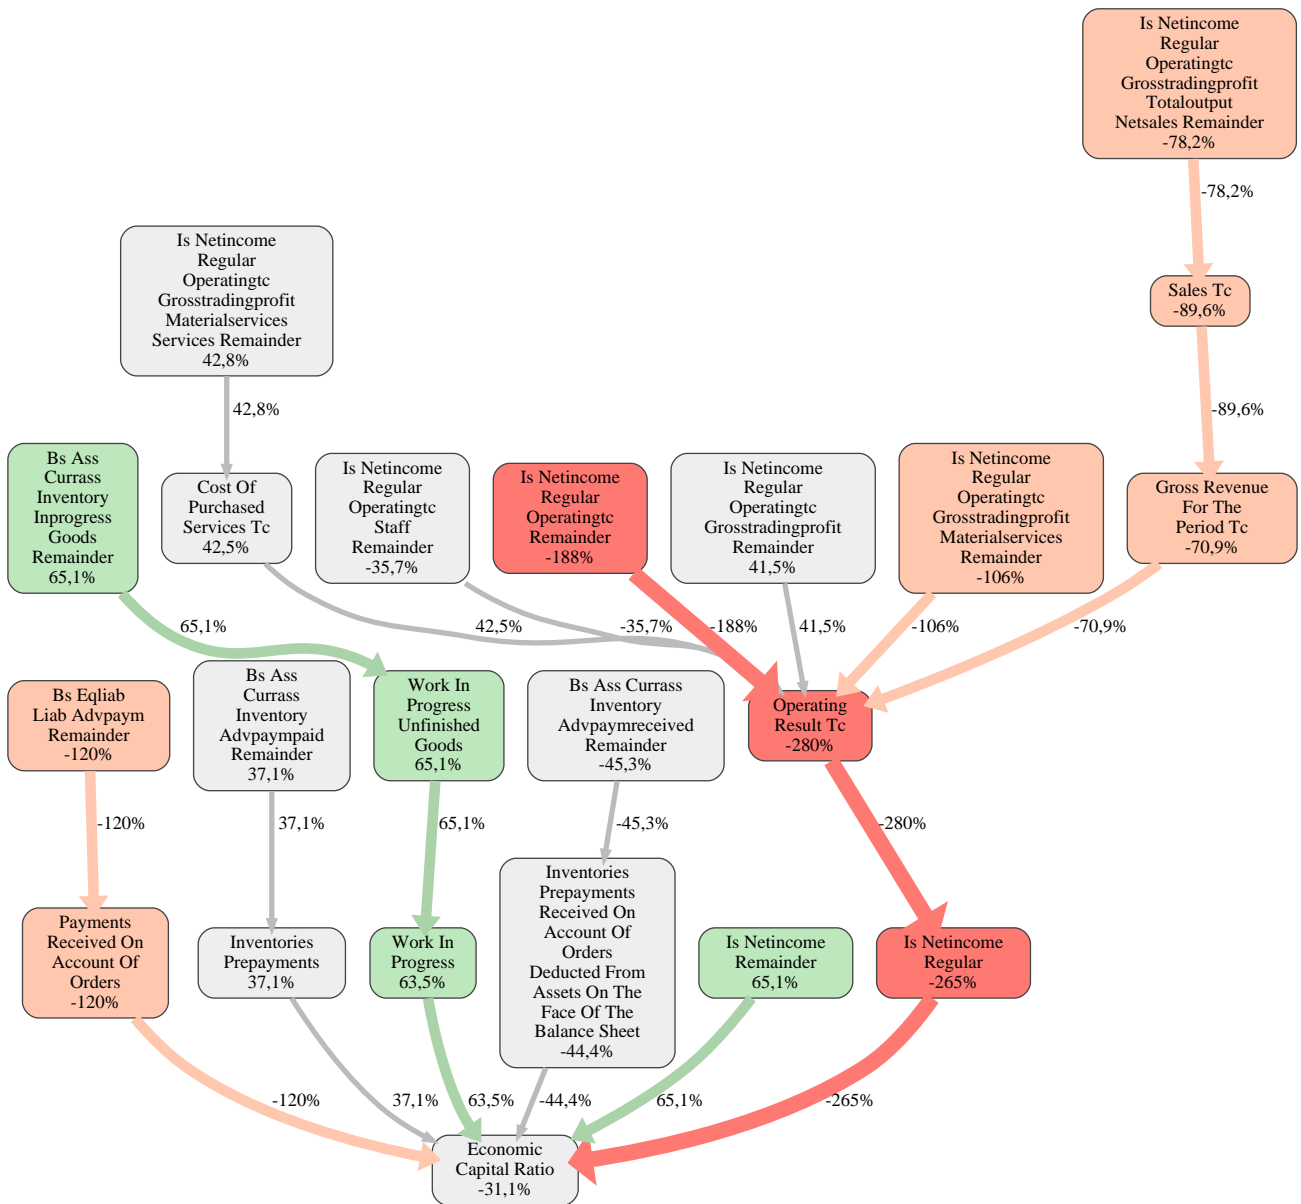 Is Netincome
Regular
Operatingtc
Grosstradingprofit
Totaloutput
Netsales Remainder
-78,2%
-78,2%
Is Netincome
Regular
Operatingtc
Grosstradingprofit
Materialservices
Services Remainder
42,8%
Sales Tc
-89,6%
42,8%
-89,6%
Bs Ass
Currass
Inventory
Inprogress
Goods
Remainder
65,1%
Cost Of
Purchased
Services Tc
42,5%
Is Netincome
Regular
Operatingtc
Staff
Remainder
-35,7%
Is Netincome
Regular
Operatingtc
Remainder
-188%
Is Netincome
Regular
Operatingtc
Grosstradingprofit
Remainder
41,5%
Is Netincome
Regular
Operatingtc
Grosstradingprofit
Materialservices
Remainder
-106%
Gross Revenue
For The
Period Tc
-70,9%
65,1%
42,5%
-35,7%
-188%
41,5%
-106%
-70,9%
Bs Eqliab
Liab Advpaym
Remainder
-120%
Bs Ass
Currass
Inventory
Advpaympaid
Remainder
37,1%
Work In
Progress
Unfinished
Goods
65,1%
Bs Ass Currass
Inventory
Advpaymreceived
Remainder
-45,3%
Operating
Result Tc
-280%
-120%
37,1%
65,1%
-45,3%
-280%
Payments
Received On
Account Of
Orders
-120%
Inventories
Prepayments
37,1%
Work In
Progress
63,5%
Inventories
Prepayments
Received On
Account Of
Orders
Deducted From
Assets On The
Face Of The
Balance Sheet
-44,4%
Is Netincome
Remainder
65,1%
Is Netincome
Regular
-265%
-120%
37,1%
63,5%
-44,4%
65,1%
-265%
Economic
Capital Ratio
-31,1%